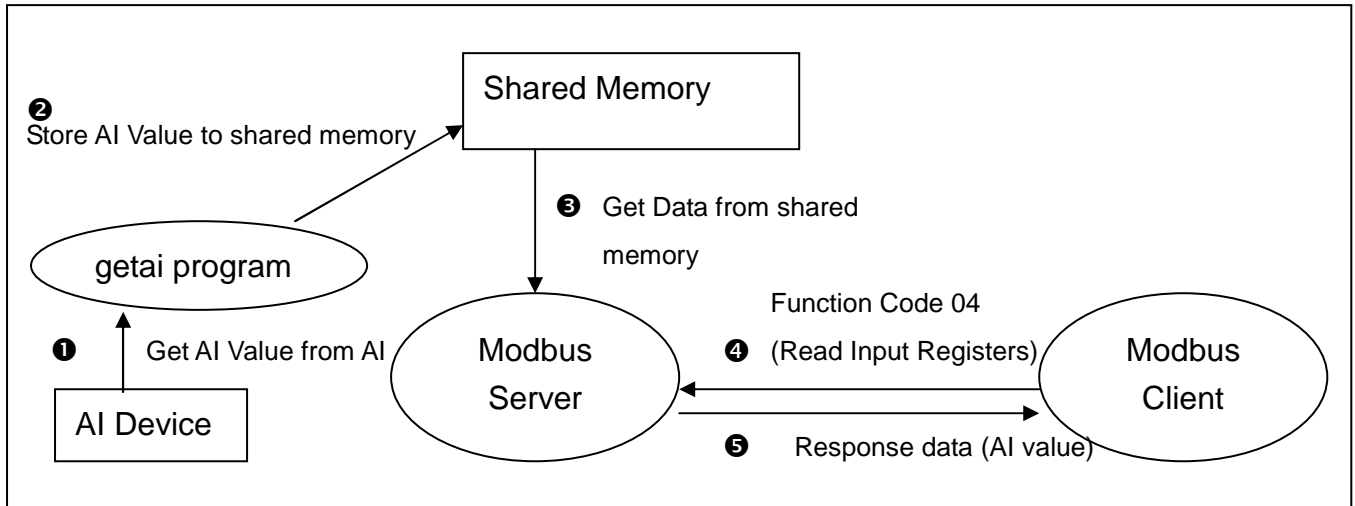 Shared Memory
❷
Store AI Value to shared memory
❸ Get Data from shared
memory
getai program
❶ Get AI Value from AI
AI Device
Modbus
Server
Function Code 04
❹ (Read Input Registers)
Modbus
Client
❺ Response data (AI value)